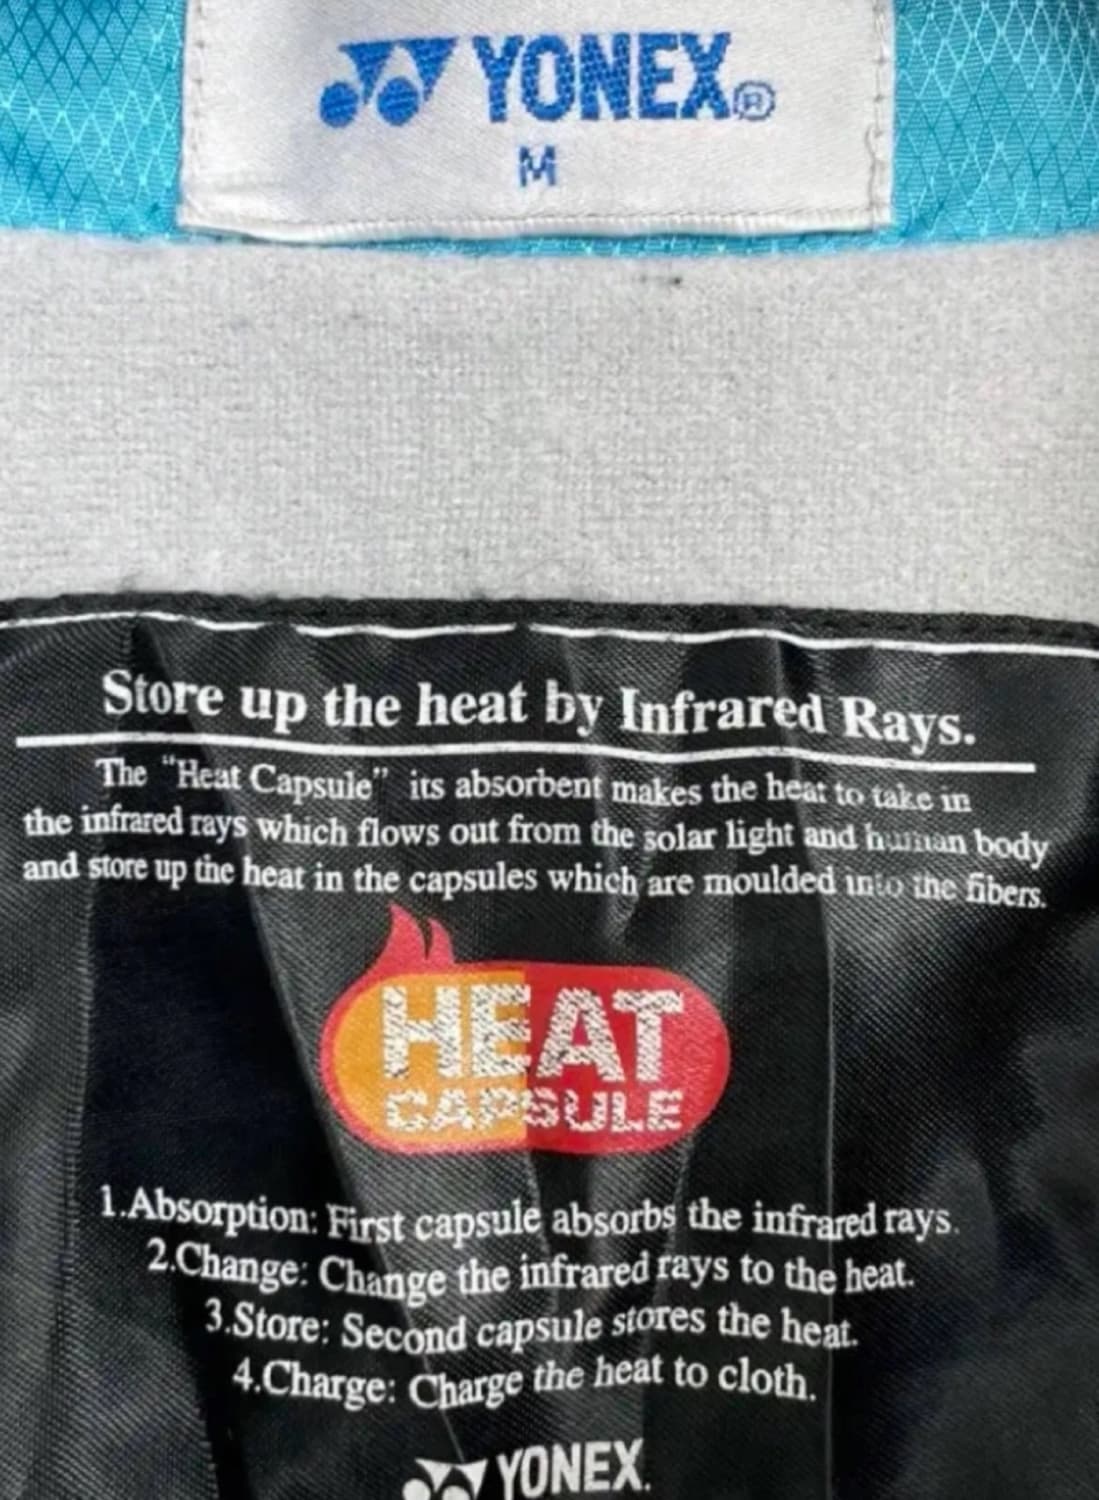 YONEX®
M
Store up the heat by Infrared Rays.
The "Heat Capsule" its absorbent makes the heat to take in
the infrared rays which flows out from the solar light and human body
and store up the heat in the capsules which are moulded into the fibers.
HEAT
CAPSULE
1.Absorption: First capsule absorbs the infrared rays.
2.Change: Change the infrared rays to the heat.
3.Store: Second capsule stores the heat.
4.Charge: Charge the heat to cloth.
YONEX.